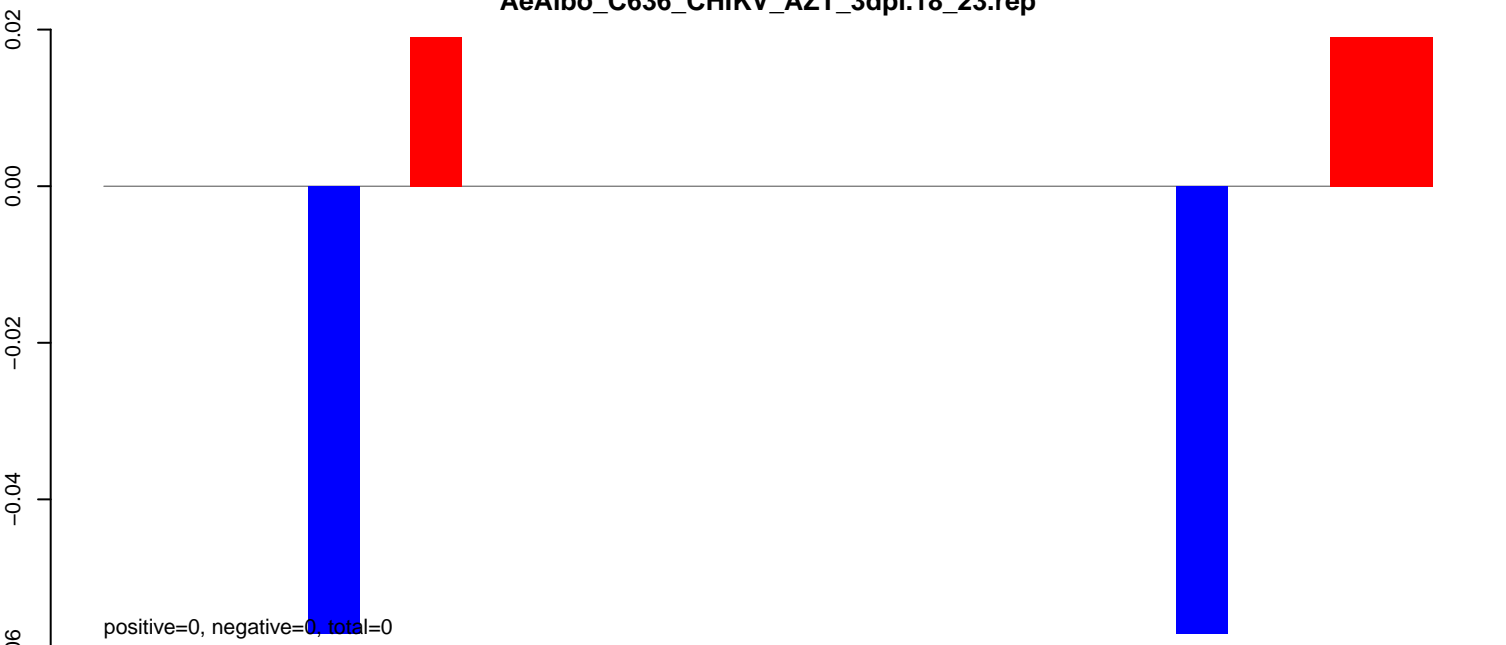 AeAlbo_C636_CHIKV_AZT_3dpi.18_23.rep
0.02
0.00
−0.02
−0.04
positive=0, negative=0, total=0